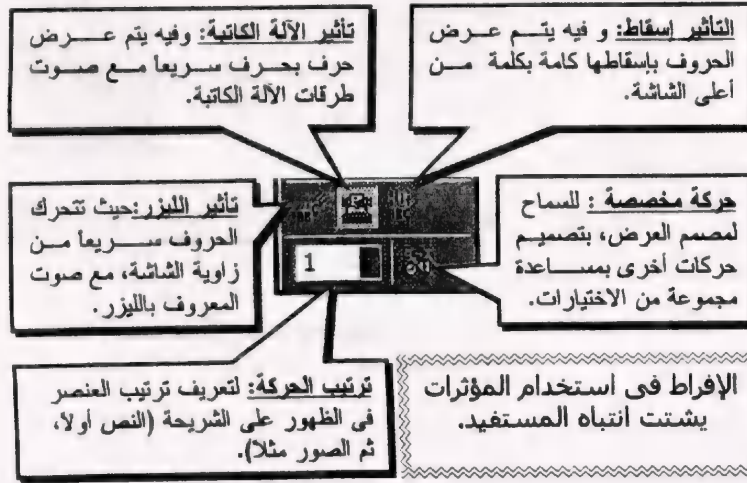 التأثير إسقاط: و فيه يتم عرض
الحروف بإسقاطها كامة بكلمة من
أعلى الشاشة.
تأثير الآلة الكاتبة: وفيه يتم عرض
حرف بحرف سريعا مع صوت
طرقات الآلة الكاتبة.
حركة مخصصة : للسماح
لمصمم العرض، بتصميم
حركات أخرى بمساعدة
مجموعة من الاختيارات.
1
تأثير الليزر:حيث تتحرك
الحروف سريعا من
زاوية الشاشة، مع صوت
المعروف بالليزر.
ترتيب الحركة: لتعريف ترتيب العنصر
فى الظهور على الشريحة (النص أولا،
ثم الصور مثلا).
الإفراط فى استخدام المؤثرات
يشتت انتباه المستفيد.